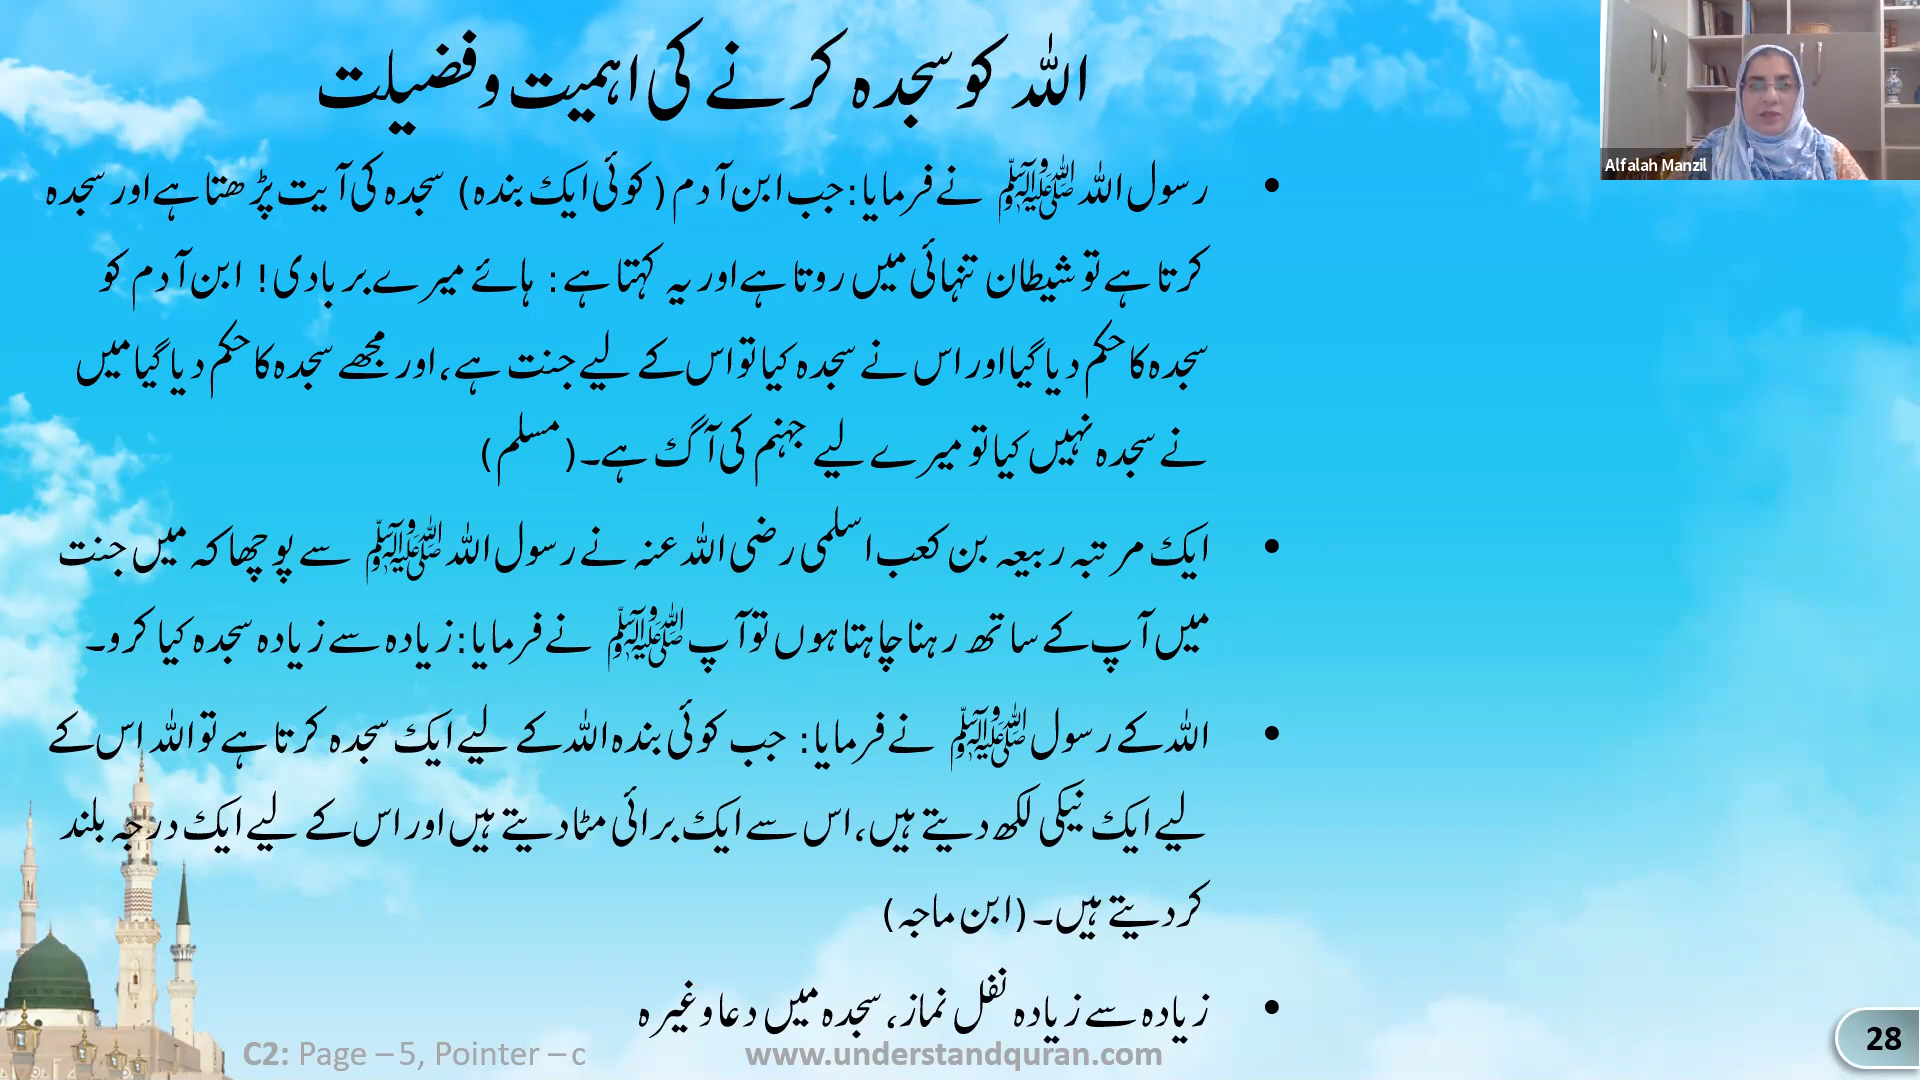 اللہ کو سجدہ کرنے کی اہمیت و فضیلت
Alfalah Manzil
• رسول اللہ ﷺ نے فرمایا: جب ابن آدم (کوئی ایک بندہ) سجدہ کی آیت پڑھتا ہے اور سجدہ
کرتا ہے تو شیطان تنہائی میں روتا ہے اور یہ کہتا ہے: ہائے میرے بربادی! ابن آدم کو
سجدہ کا حکم دیا گیا اور اس نے سجدہ کیا تو اس کے لیے جنت ہے، اور مجھے سجدہ کا حکم دیا گیا میں
نے سجدہ نہیں کیا تو میرے لیے جہنم کی آگ ہے۔ (مسلم)
• ایک مرتبہ ربیعہ بن کعب اسلمی رضی اللہ عنہ نے رسول اللہ ﷺ سے پوچھا کہ میں جنت
میں آپ کے ساتھ رہنا چاہتا ہوں تو آپ ﷺ نے فرمایا: زیادہ سے زیادہ سجدہ کیا کرو۔
• اللہ کے رسول ﷺ نے فرمایا: جب کوئی بندہ اللہ کے لیے ایک سجدہ کرتا ہے تو اللہ اس کے
لیے ایک نیکی لکھ دیتے ہیں، اس سے ایک برائی مٹا دیتے ہیں اور اس کے لیے ایک درجہ بلند
کر دیتے ہیں۔ (ابن ماجہ)
• زیادہ سے زیادہ نفل نماز، سجدہ میں دعا وغیرہ
C2: Page – 5, Pointer – c
www.understandquran.com
28